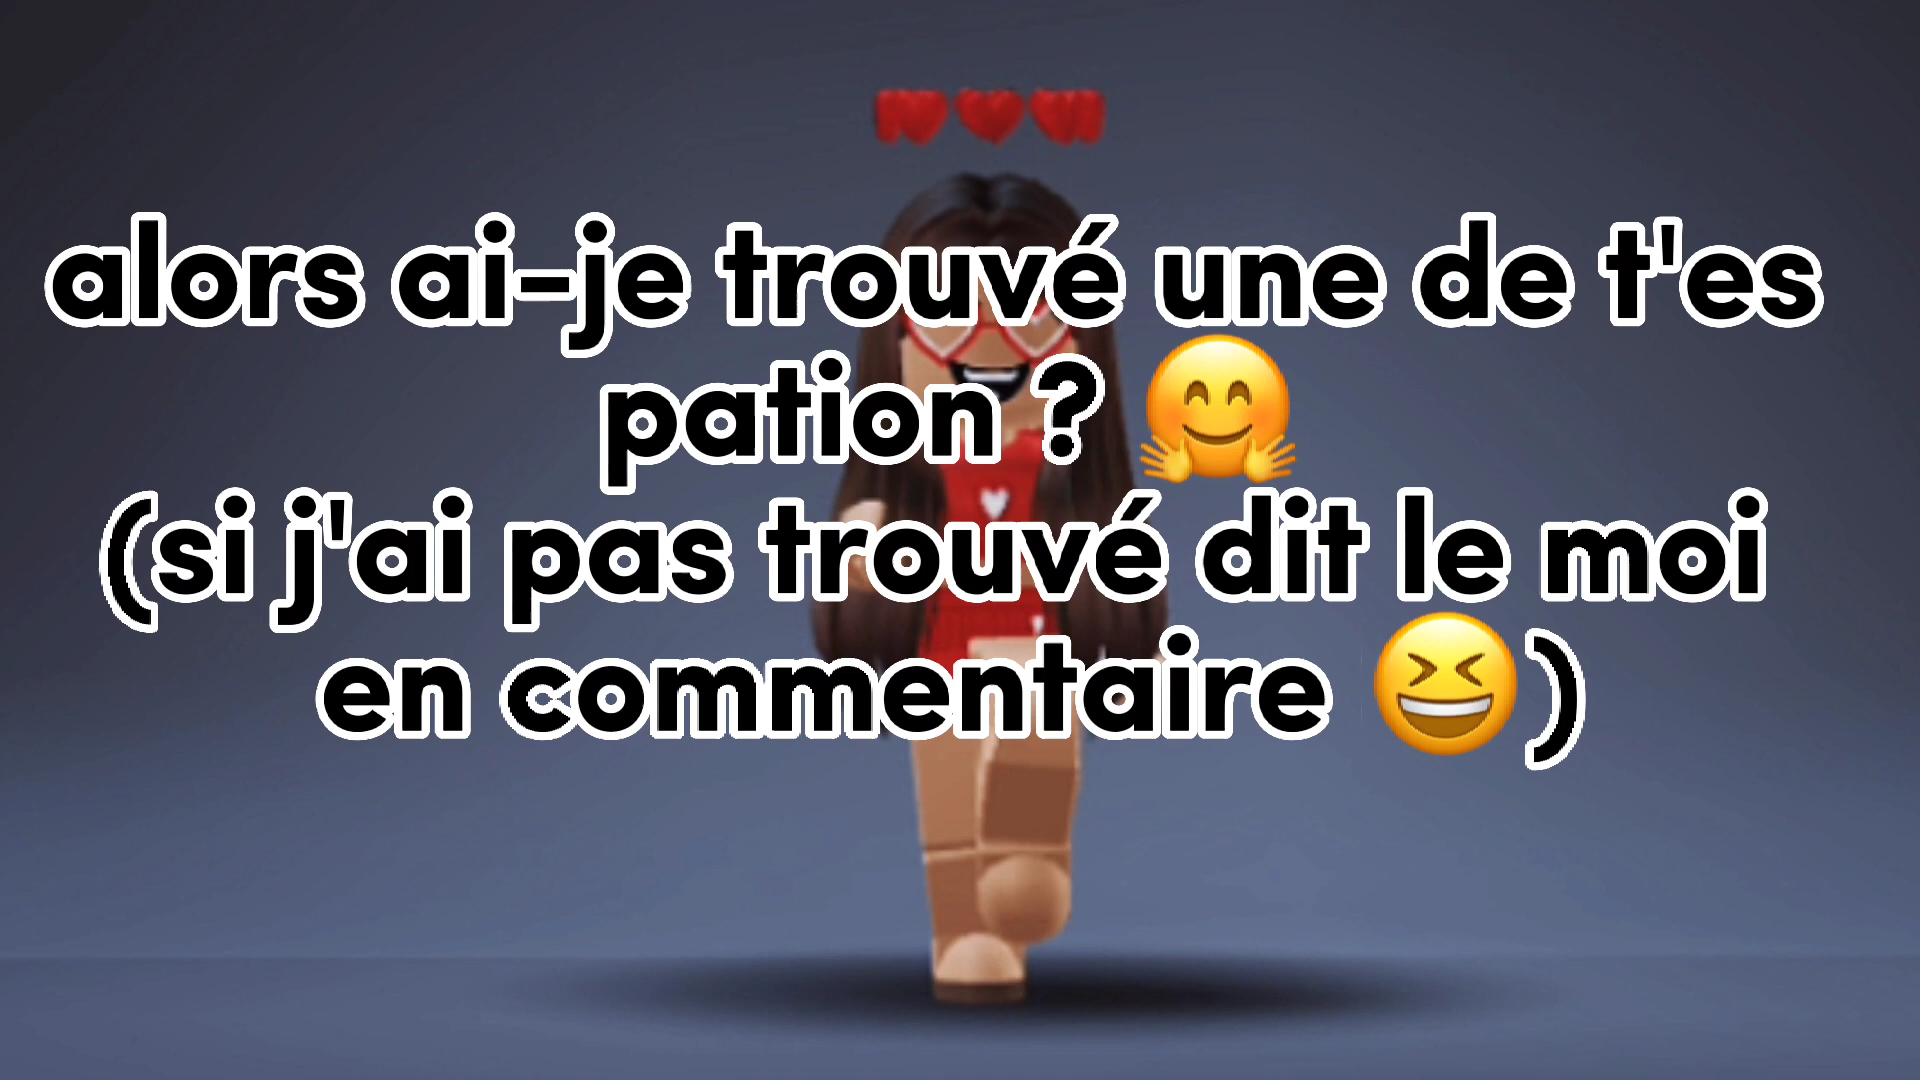 alors ai-je trouvé une de t'es
pation ? 🤗
(si j'ai pas trouvé dit le moi
en commentaire 😆)